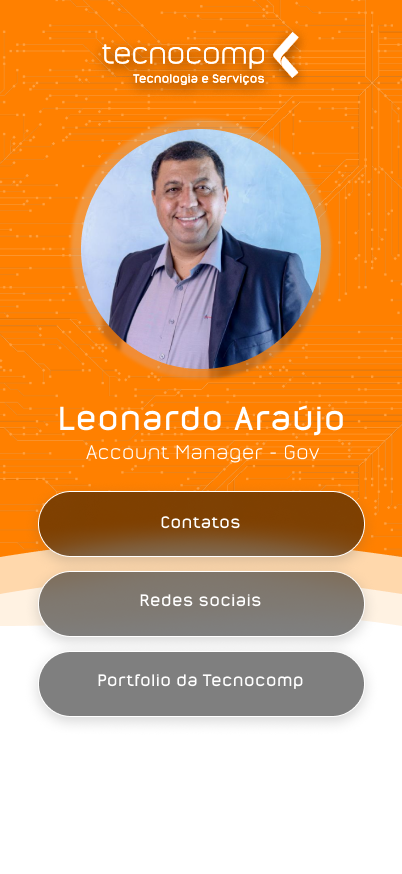 tecnocomp
Tecnologia e Serviços
Leonardo Araújo
Account Manager - Gov
Contatos
Redes sociais
Portfolio da Tecnocomp